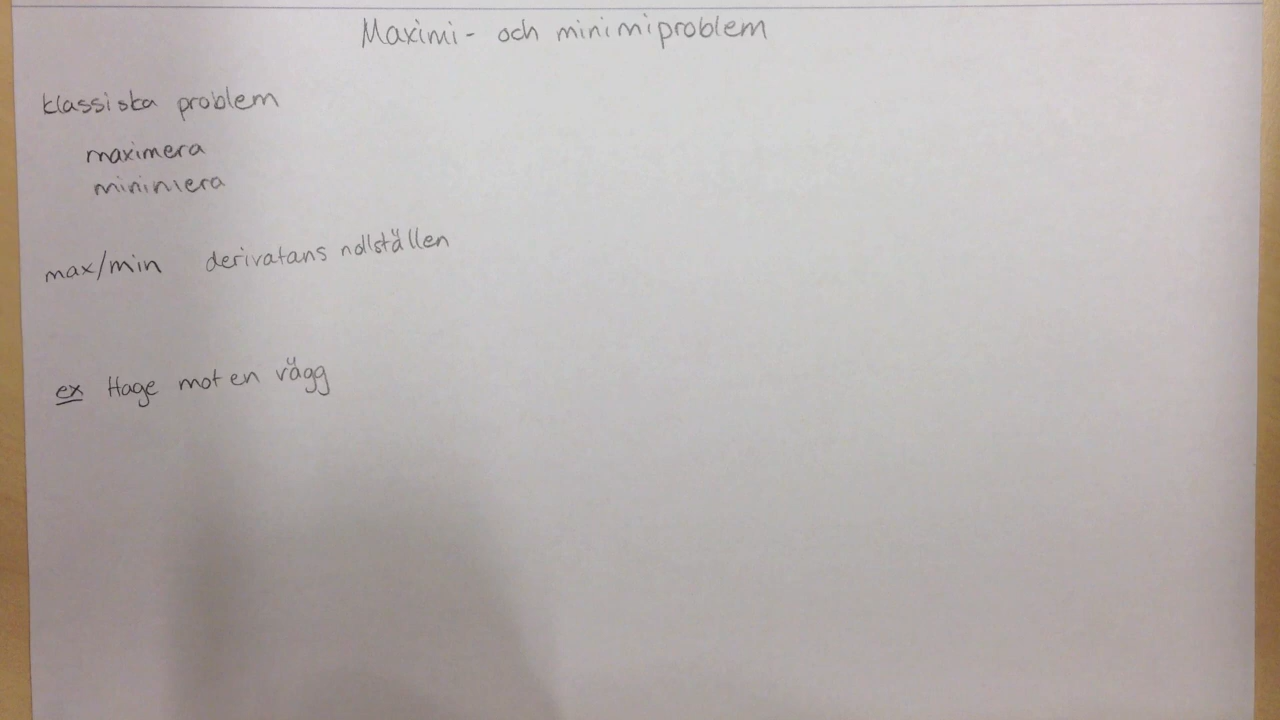 Maximi- och minimiproblem
klassiska problem
maximera
minimera
max/min derivatans nollställen
ex Hage mot en vägg